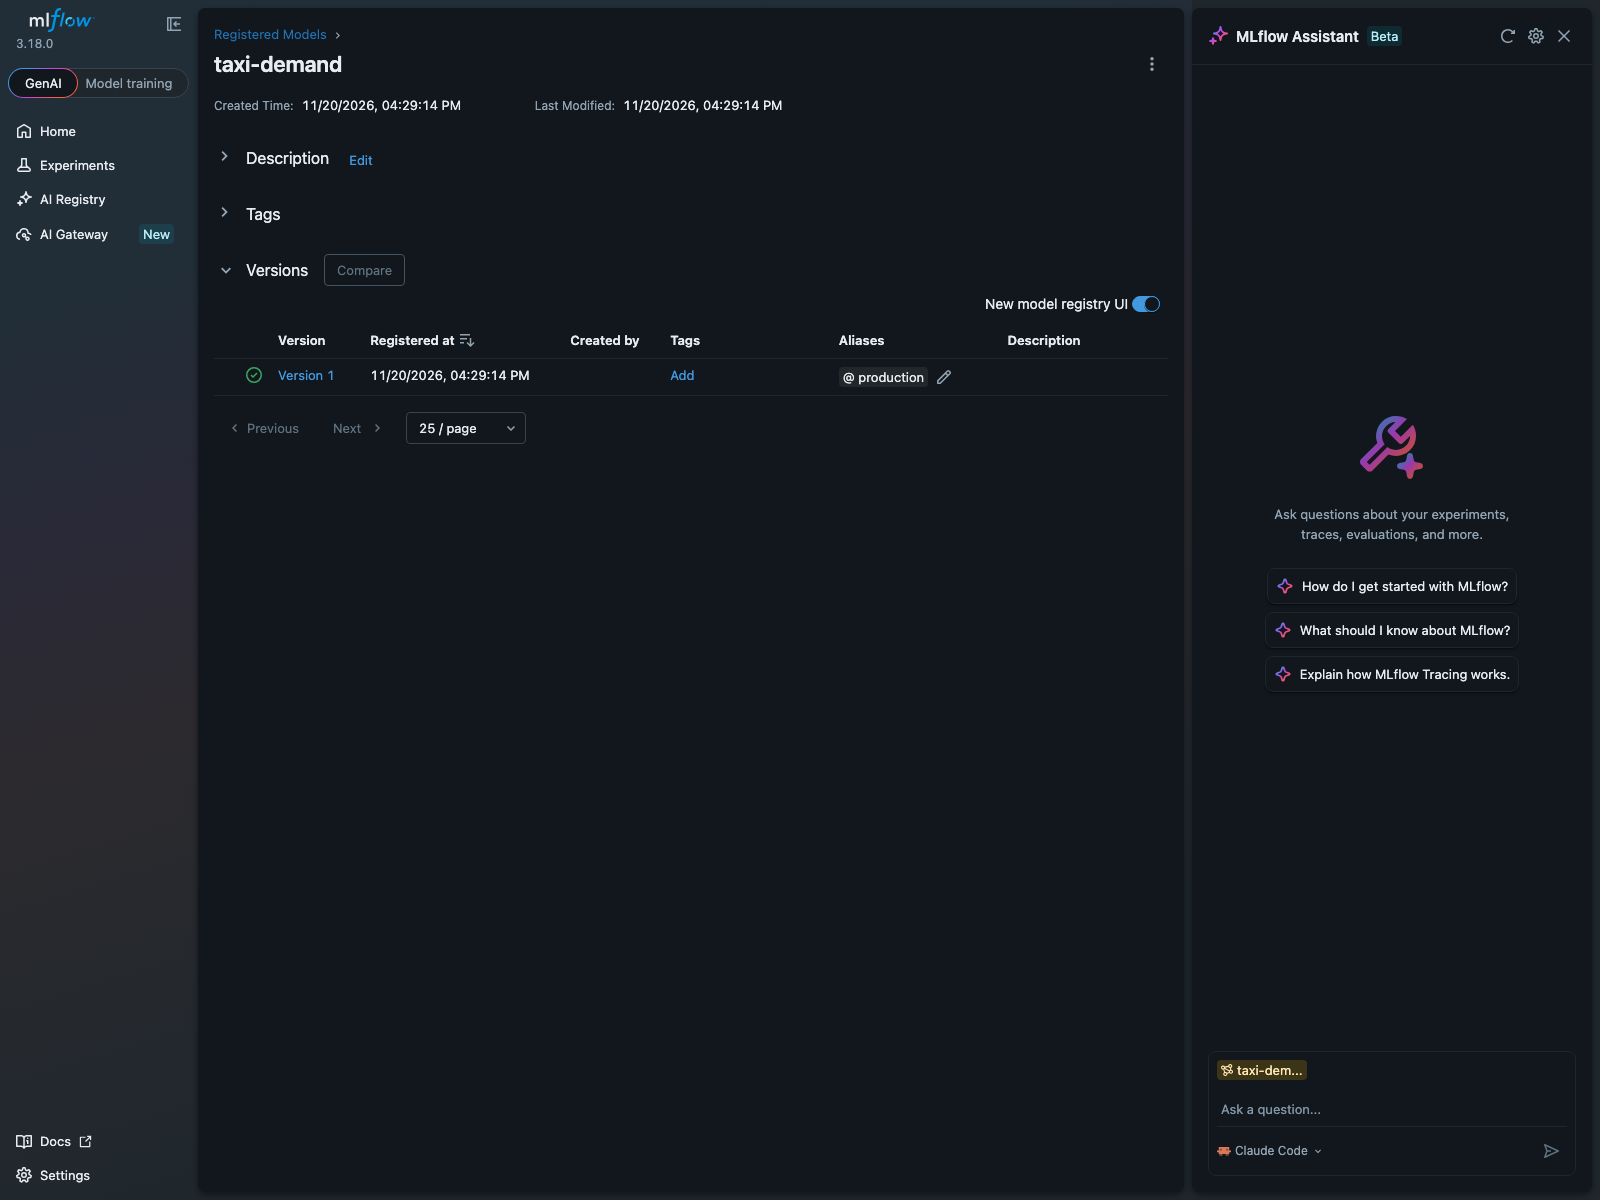 mlflow
3.18.0
GenAI
Model training
Home
Experiments
AI Registry
AI Gateway
New
Docs
Settings
Registered Models
taxi-demand
Created Time: 11/20/2026, 04:29:14 PM
Last Modified: 11/20/2026, 04:29:14 PM
Description
Edit
Tags
Versions
Compare
New model registry UI
Version Registered at Created by Tags Aliases Description
Version 1 11/20/2026, 04:29:14 PM Add @ production
Previous
Next
25 / page
MLflow Assistant
Beta
Ask questions about your experiments,
traces, evaluations, and more.
How do I get started with MLflow?
What should I know about MLflow?
Explain how MLflow Tracing works.
taxi-dem...
Ask a question...
Claude Code